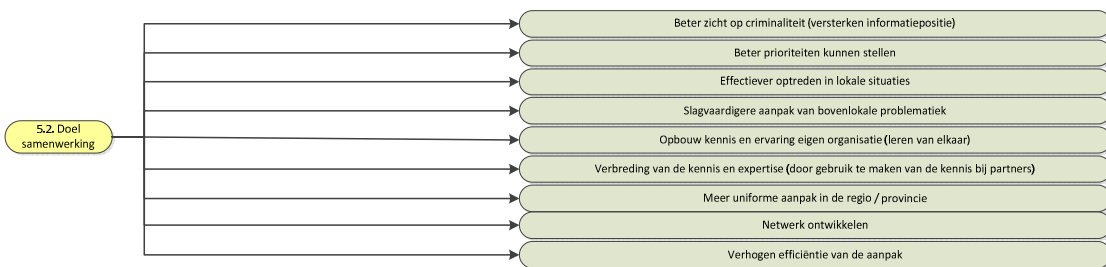 Beter zicht op criminaliteit (versterken informatiepositie)
Beter prioriteiten kunnen stellen
Effectiever optreden in lokale situaties
Slagvaardigere aanpak van bovenlokale problematiek
5.2. Doel
samenwerking
Opbouw kennis en ervaring eigen organisatie (leren van elkaar)
Verbreding van de kennis en expertise (door gebruik te maken van de kennis bij partners)
Meer uniforme aanpak in de regio / provincie
Netwerk ontwikkelen
Verhogen efficiëntie van de aanpak